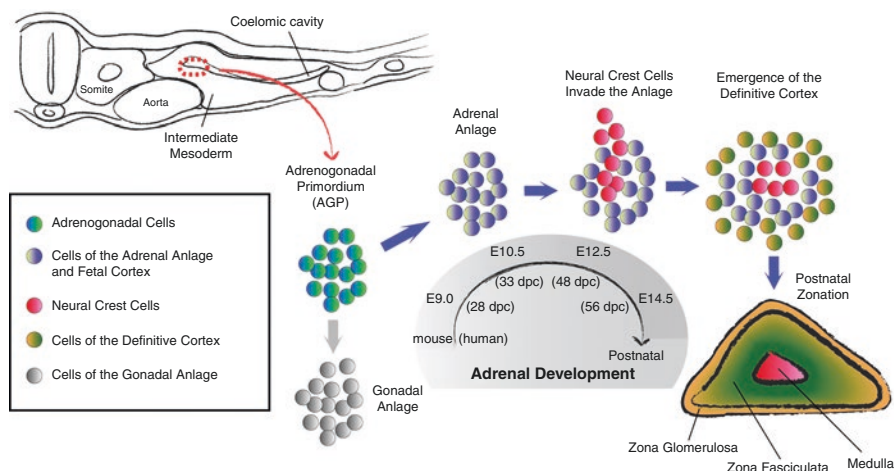 Coelomic cavity
Somite
Aorta
Intermediate
Mesoderm
Adrenogonadal
Primordium
(AGP)
Adrenal
Anlage
Neural Crest Cells
Invade the Anlage
Emergence of the
Definitive Cortex
Adrenogonadal Cells
Cells of the Adrenal Anlage
and Fetal Cortex
Neural Crest Cells
Cells of the Definitive Cortex
Cells of the Gonadal Anlage
Gonadal
Anlage
E9.0
E10.5
E12.5
E14.5
(28 dpc)
(33 dpc)
(48 dpc)
(56 dpc)
mouse (human)
Postnatal
Adrenal Development
Postnatal
Zonation
Zona Glomerulosa
Zona Fasciculata
Medulla